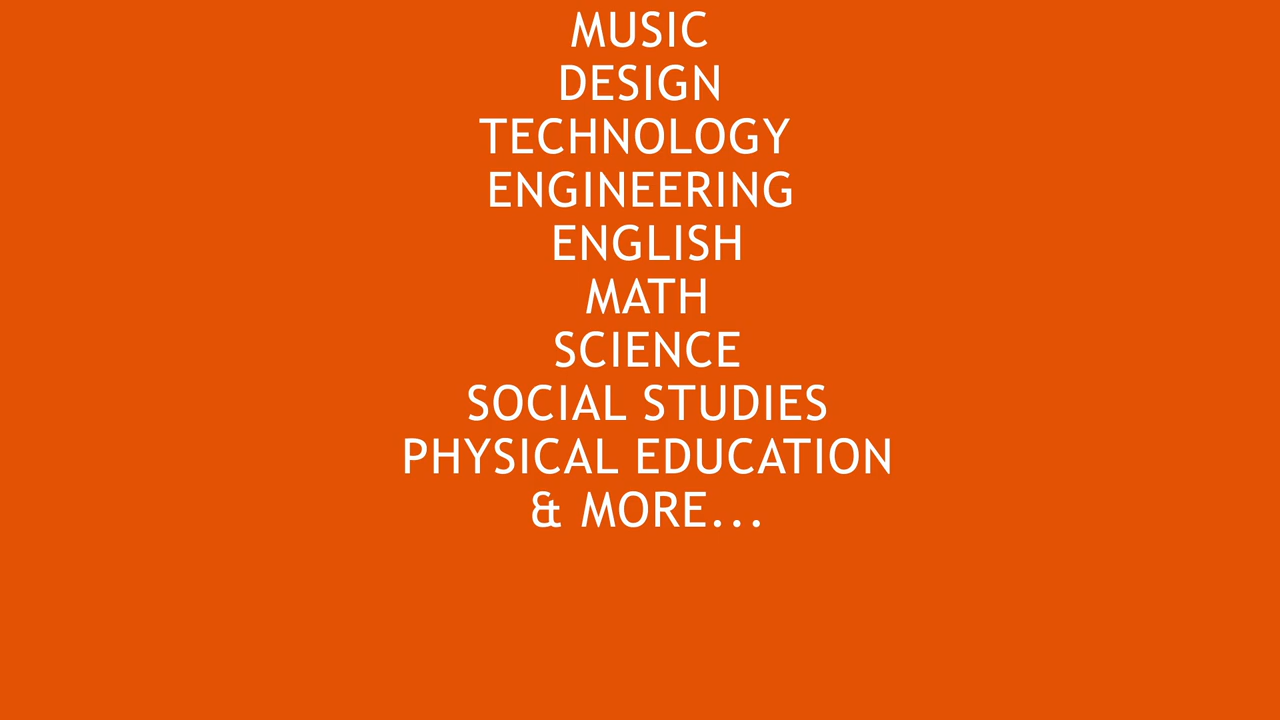 MUSIC
DESIGN
TECHNOLOGY
ENGINEERING
ENGLISH
MATH
SCIENCE
SOCIAL STUDIES
PHYSICAL EDUCATION
& MORE...